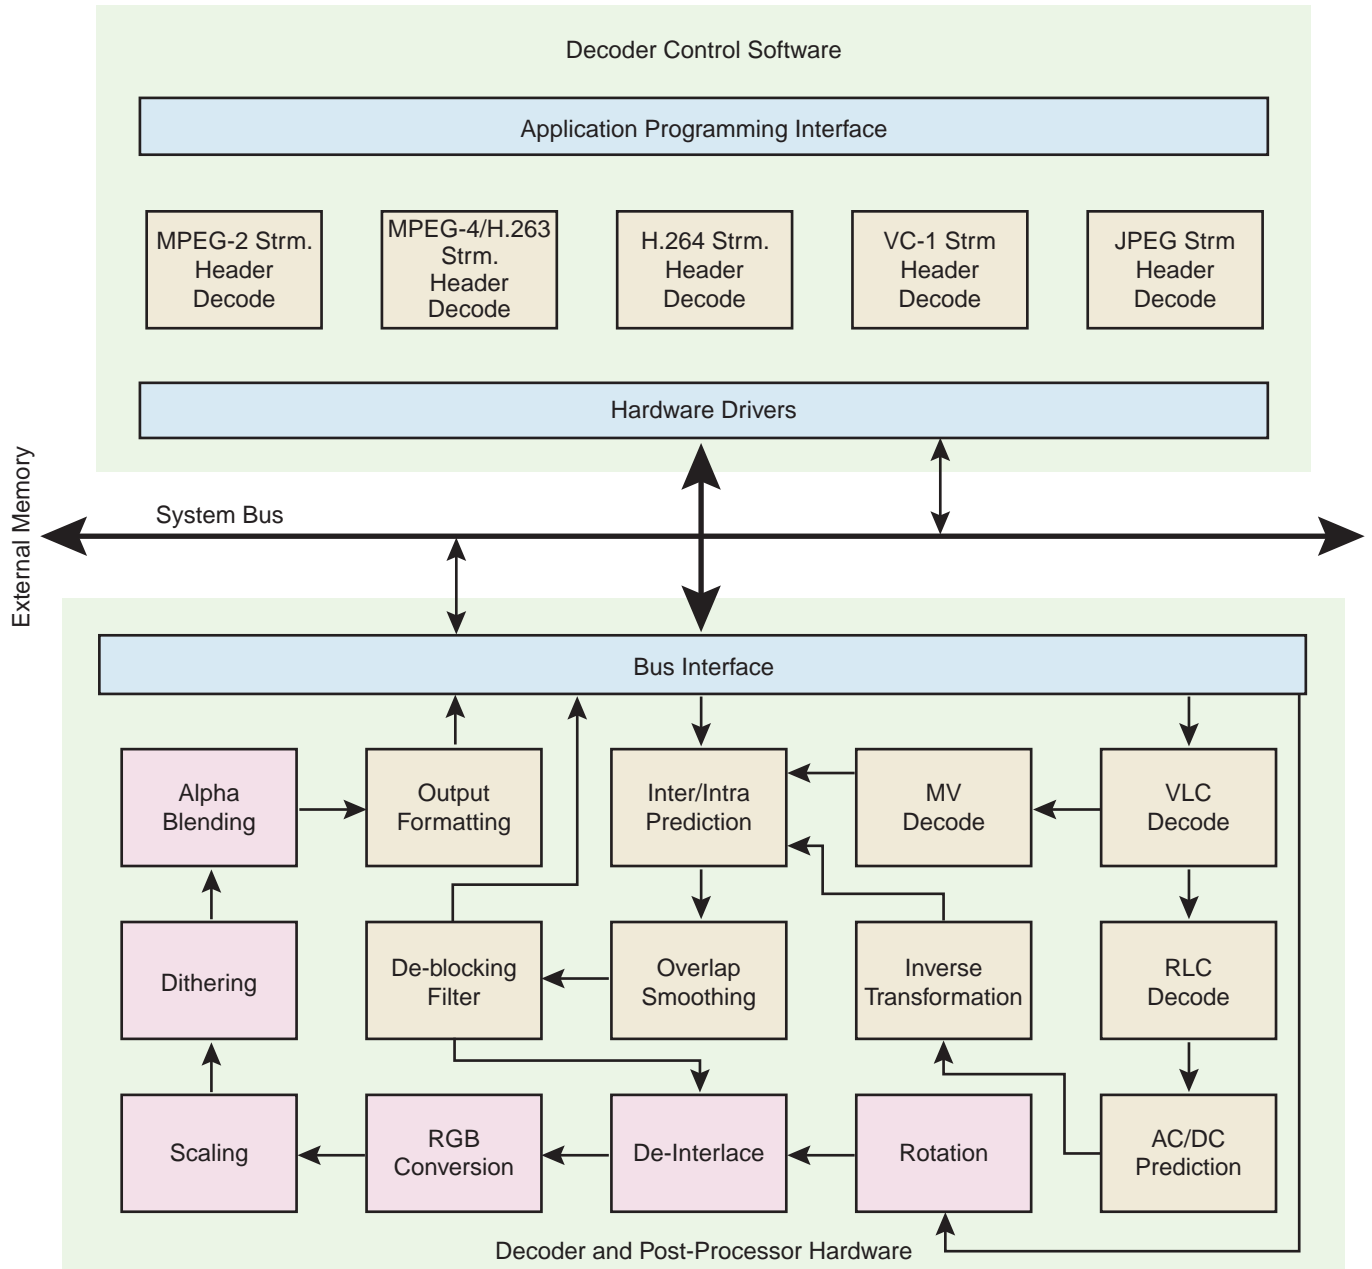 Decoder Control Software
Application Programming Interface
MPEG-2 Strm.
Header
Decode
MPEG-4/H.263
Strm.
Header
Decode
H.264 Strm.
Header
Decode
VC-1 Strm
Header
Decode
JPEG Strm
Header
Decode
Hardware Drivers
External Memory
System Bus
Bus Interface
Alpha
Blending
Output
Formatting
Inter/Intra
Prediction
MV
Decode
VLC
Decode
Dithering
De-blocking
Filter
Overlap
Smoothing
Inverse
Transformation
RLC
Decode
Scaling
RGB
Conversion
De-Interlace
Rotation
AC/DC
Prediction
Decoder and Post-Processor Hardware